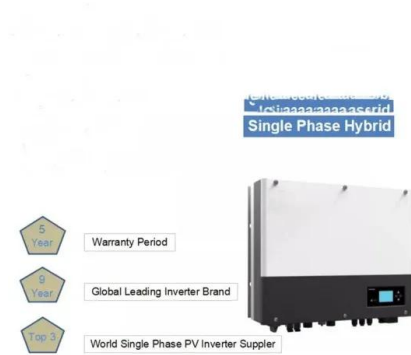 Single Phase Hybrid
5
Year
Warranty Period
9
Year
Global Leading Inverter Brand
Top 3
World Single Phase PV Inverter Suppler